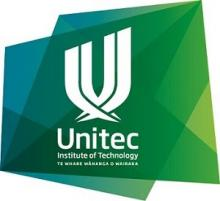 Unitec
Institute of Technology
TE WHARE WĀNANGA O WAIRAKA